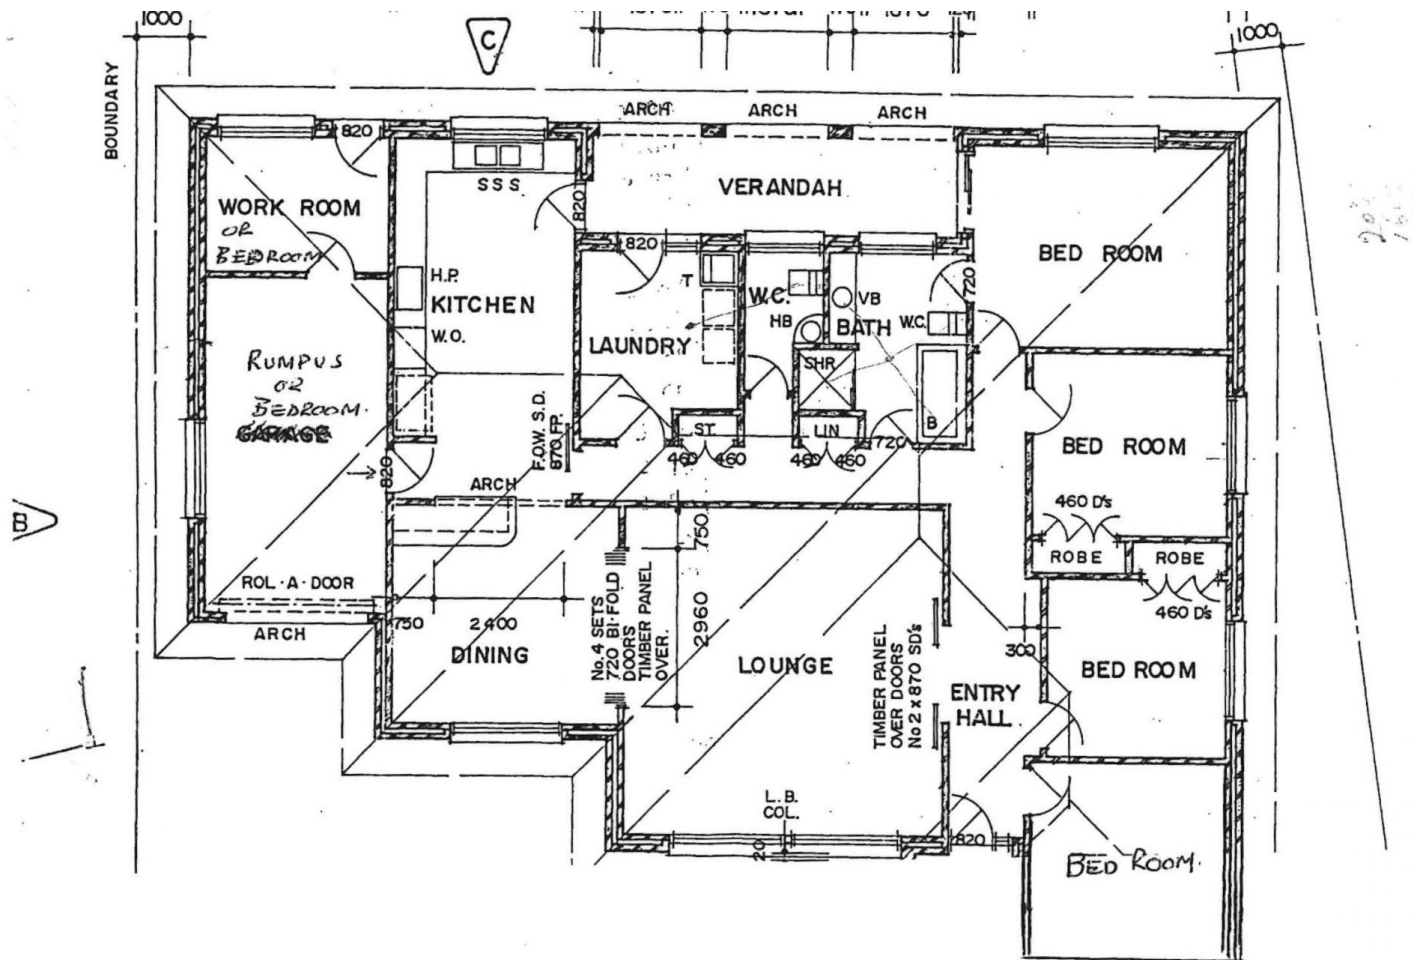 1000
C
1000
BOUNDARY
ARCH
ARCH
ARCH
820
S S S
820
VERANDAH
WORK ROOM
OR
BEDROOM
820
BED ROOM
H.P.
KITCHEN
T
W.C.
VB
720
HB
BATH
W.C.
W.O.
LAUNDRY
SHR
RUMPUS
OR
BEDROOM.
GARAGE
F.O.W. S.D.
870 FP.
ST.
LIN
B
BED ROOM
460
460
460
460
720
820
ARCH
460 D's
B
750
ROBE
ROBE
ROL·A·DOOR
460 D's
ARCH
750
2400
No.4 SETS
720 BI·FOLD
DOORS
TIMBER PANEL
OVER.
2960
300
DINING
LOUNGE
TIMBER PANEL
OVER DOORS
No 2 x 870 SD's
ENTRY
HALL
BED ROOM
L.B.
COL.
20
820
BED ROOM.